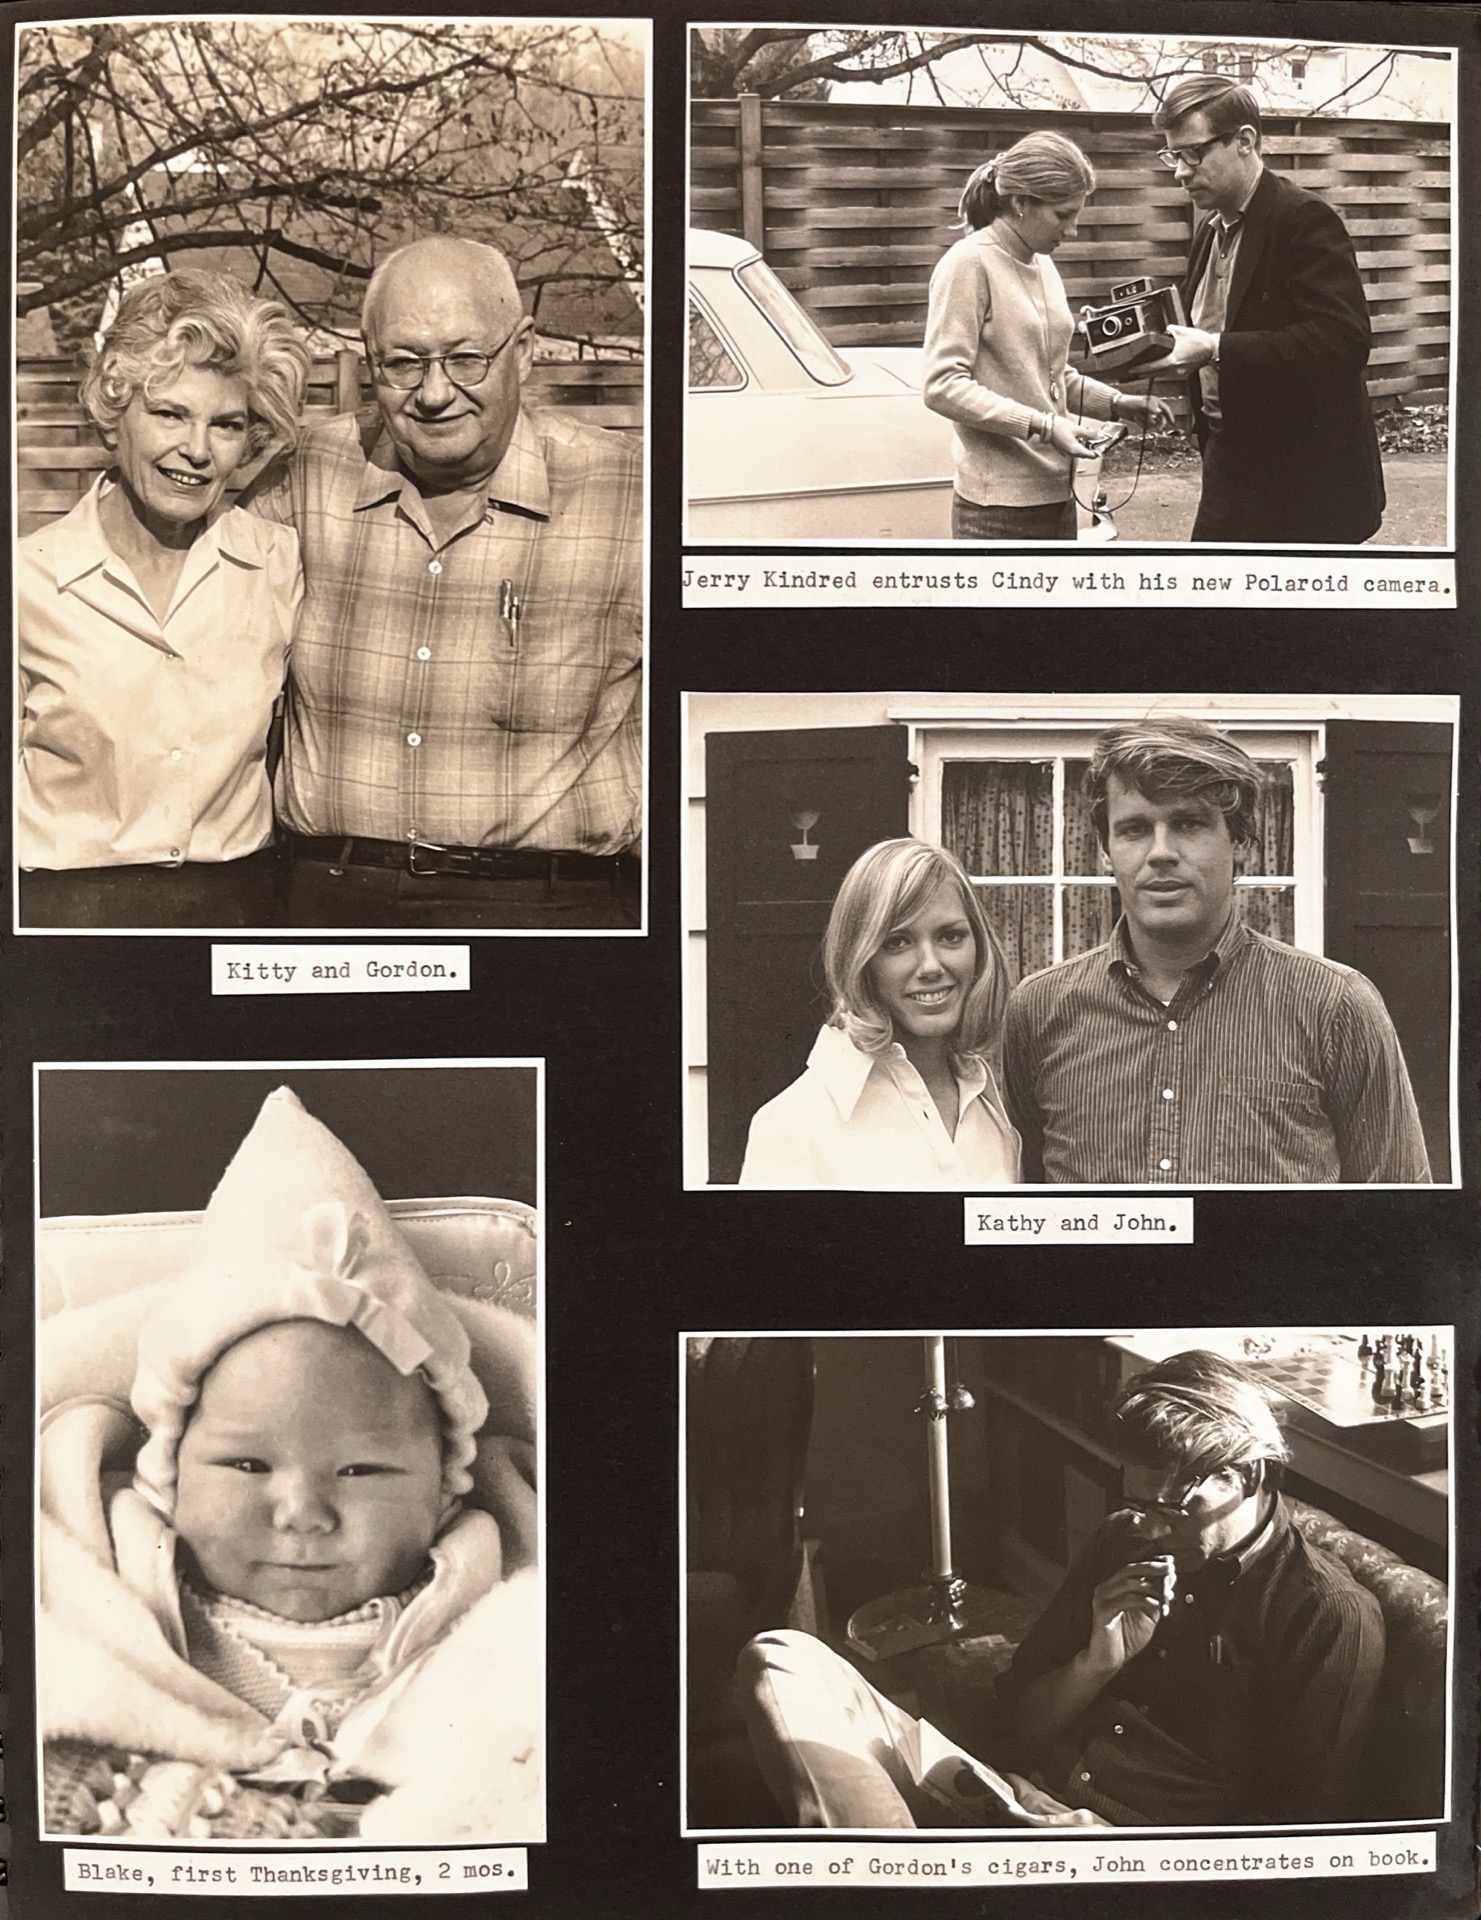 Kitty and Gordon.
Jerry Kindred entrusts Cindy with his new Polaroid camera.
Kathy and John.
Blake, first Thanksgiving, 2 mos.
With one of Gordon's cigars, John concentrates on book.